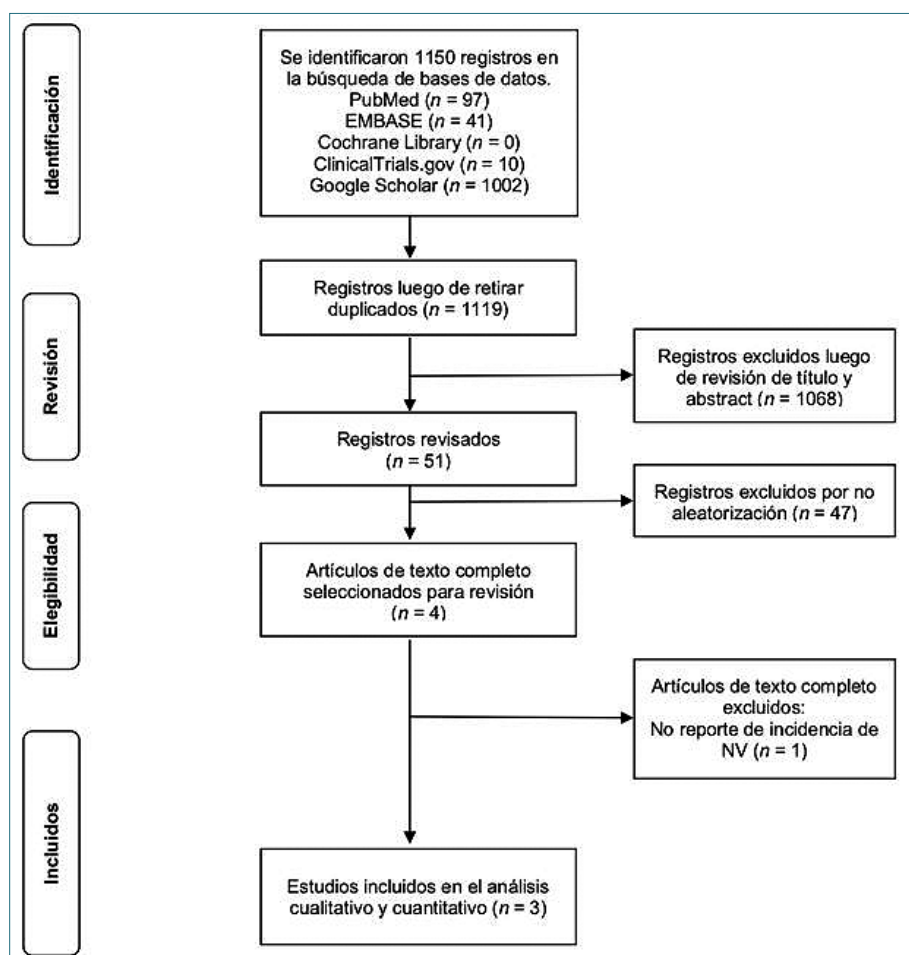 Identificación
Se identificaron 1150 registros en
la búsqueda de bases de datos.
PubMed (n = 97)
EMBASE (n = 41)
Cochrane Library (n = 0)
ClinicalTrials.gov (n = 10)
Google Scholar (n = 1002)
Revisión
Registros luego de retirar
duplicados (n = 1119)
Registros excluidos luego
de revisión de título y
abstract (n = 1068)
Registros revisados
(n = 51)
Elegibilidad
Registros excluidos por no
aleatorización (n = 47)
Artículos de texto completo
seleccionados para revisión
(n = 4)
Artículos de texto completo
excluidos:
No reporte de incidencia de
NV (n = 1)
Incluidos
Estudios incluidos en el análisis
cualitativo y cuantitativo (n = 3)